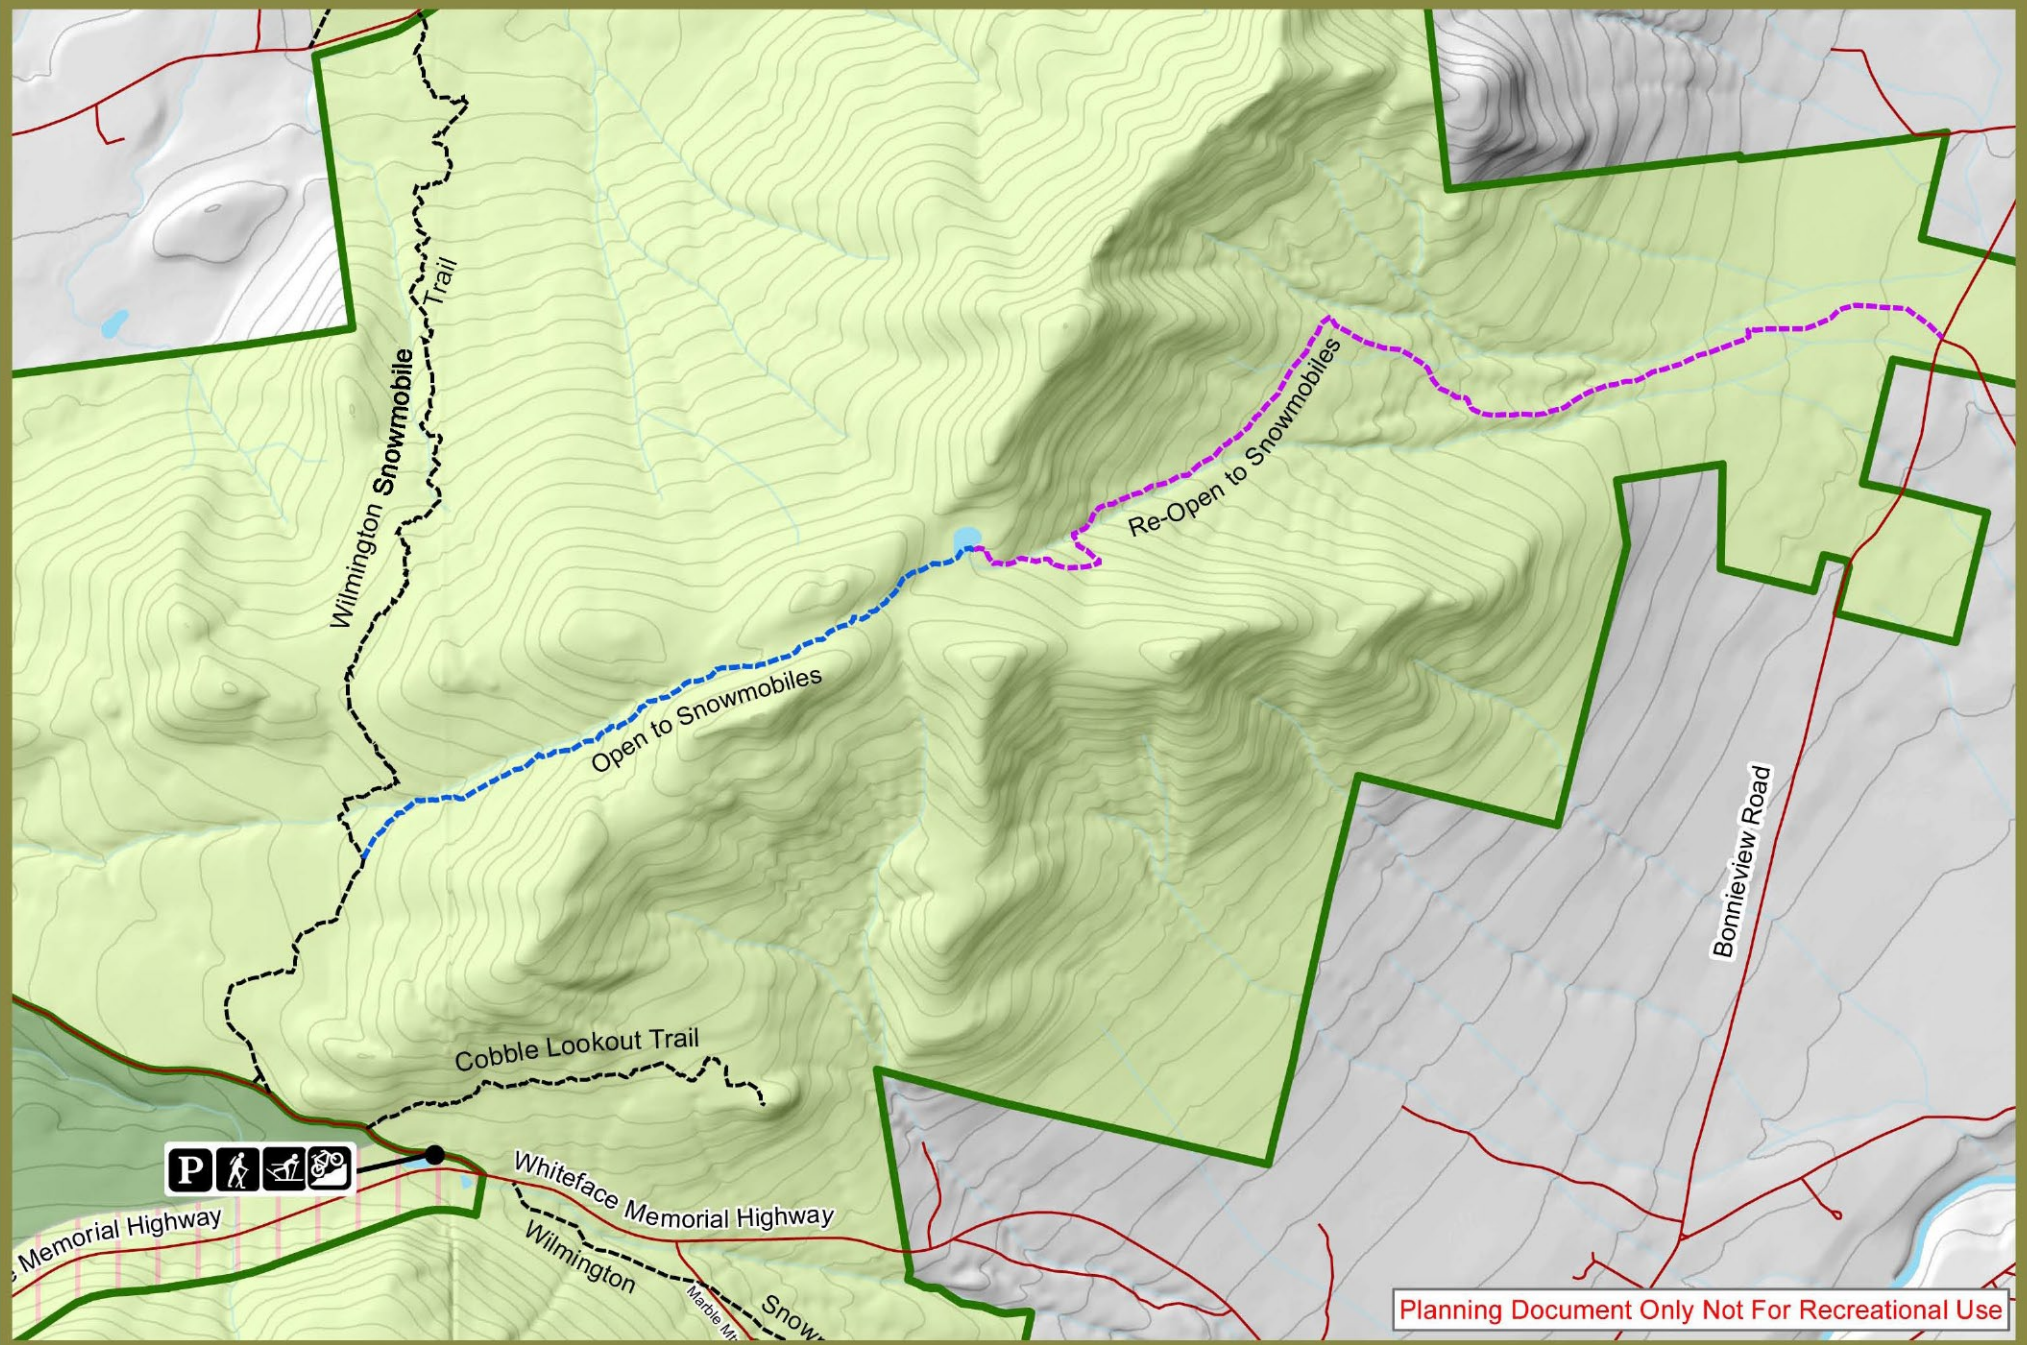 Wilmington Snowmobile Trail
Re-Open to Snowmobiles
Open to Snowmobiles
Bonnieview Road
Cobble Lookout Trail
P
Whiteface Memorial Highway
Memorial Highway
Wilmington
Snow
Marble
Planning Document Only Not For Recreational Use